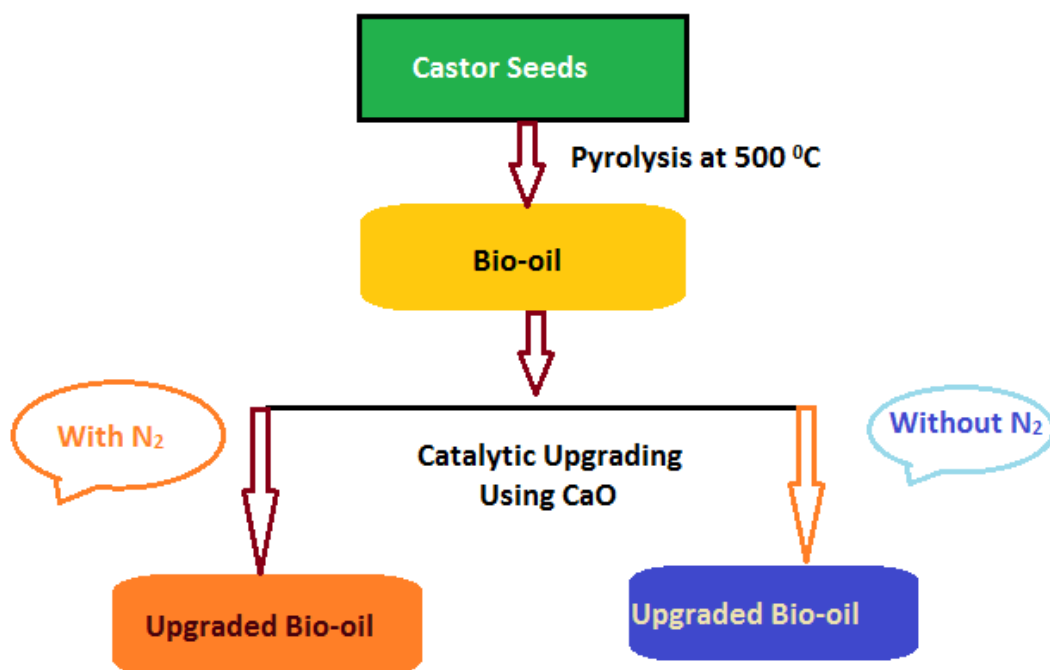 Castor Seeds
Pyrolysis at 500 ⁰C
Bio-oil
With N₂
Without N₂
Catalytic Upgrading
Using CaO
Upgraded Bio-oil
Upgraded Bio-oil